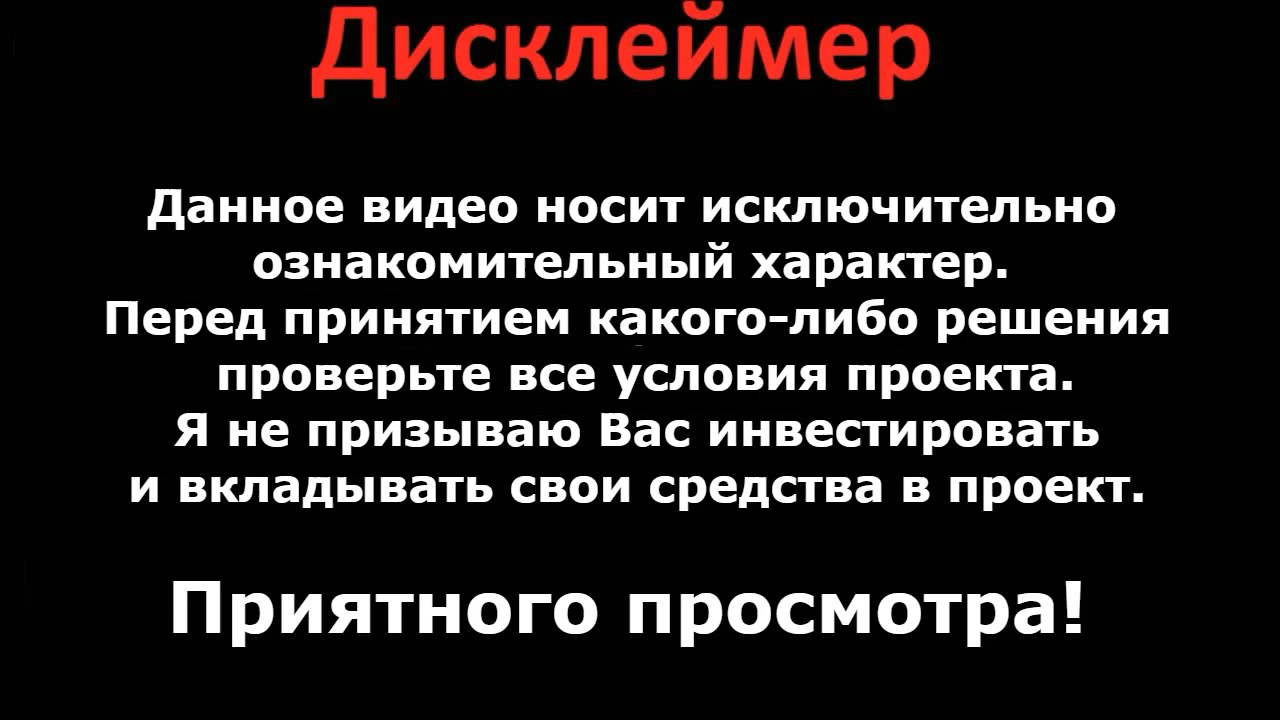 Дисклеймер
Данное видео носит исключительно
ознакомительный характер.
Перед принятием какого-либо решения
проверьте все условия проекта.
Я не призываю Вас инвестировать
и вкладывать свои средства в проект.
Приятного просмотра!